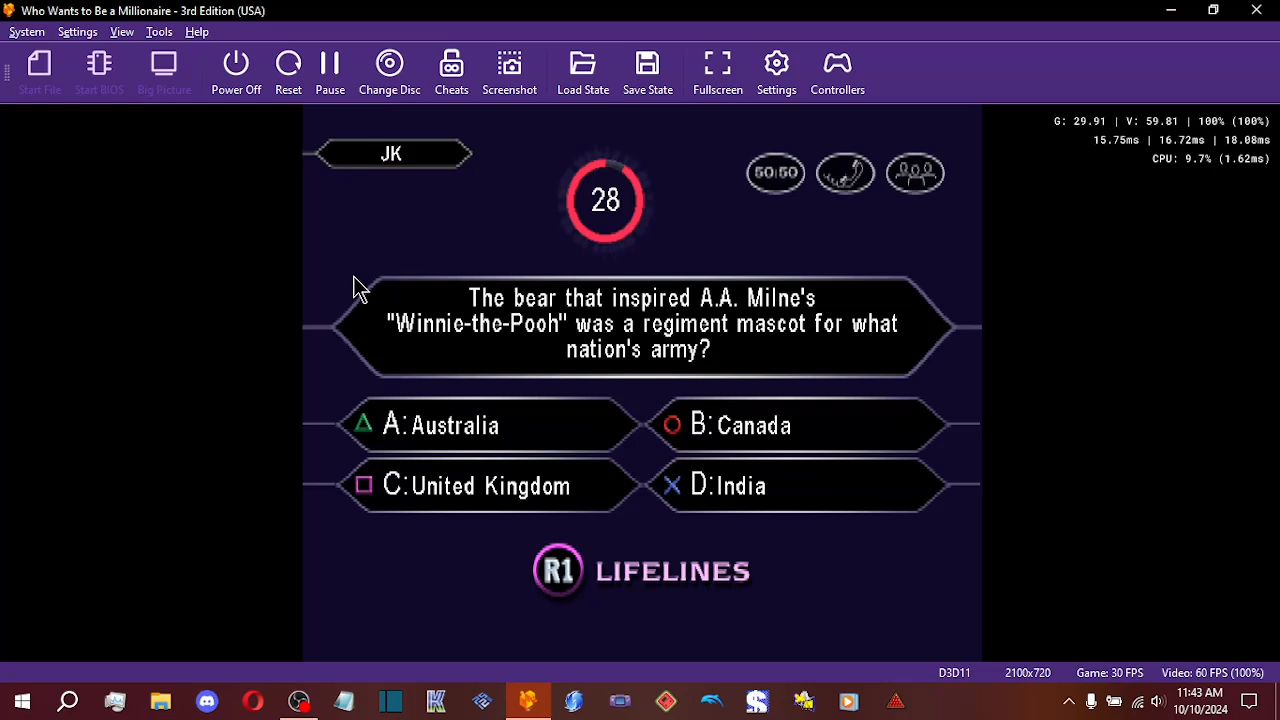 Who Wants to Be a Millionaire - 3rd Edition (USA)
System Settings View Tools Help
Start File Start BIOS Big Picture Power Off Reset Pause Change Disc Cheats Screenshot Load State Save State Fullscreen Settings Controllers
G: 29.91 | V: 59.81 | 100% (100%)
15.75ms | 16.72ms | 18.08ms
CPU: 9.7% (1.62ms)
JK
28
50:50
The bear that inspired A.A. Milne's
"Winnie-the-Pooh" was a regiment mascot for what
nation's army?
A: Australia
B: Canada
C: United Kingdom
D: India
R1 LIFELINES
D3D11 2100x720 Game: 30 FPS Video: 60 FPS (100%)
11:43 AM
10/10/2024